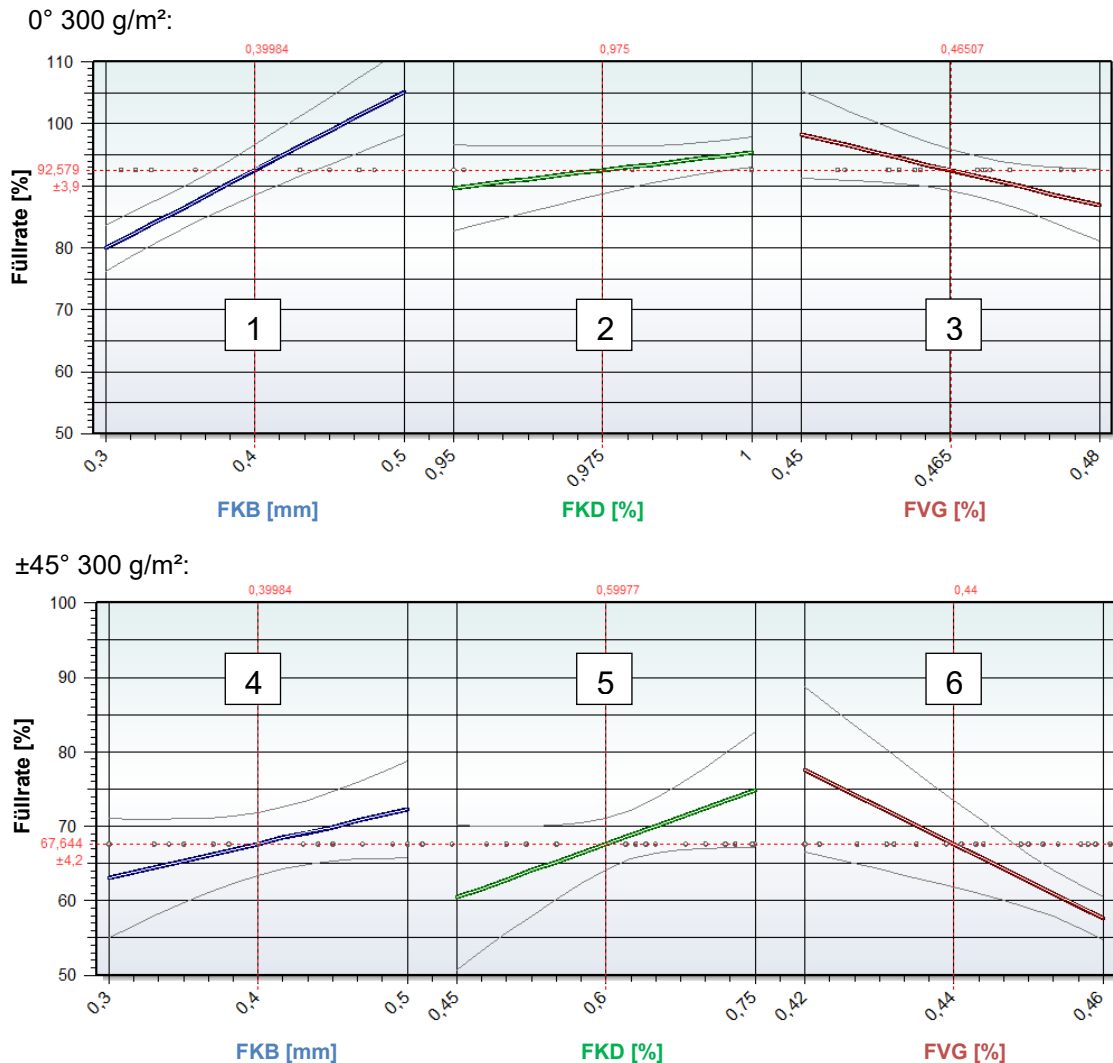 0° 300 g/m²:
0,39984 0,975 0,46507
110
100
92,579
±3,9
80
70
60
50
Füllrate [%]
1 2 3
0,3 0,4 0,5 0,95 0,975 1 0,45 0,465 0,48
FKB [mm] FKD [%] FVG [%]
±45° 300 g/m²:
0,39984 0,59977 0,44
100
90
80
70
67,644
±4,2
60
50
Füllrate [%]
4 5 6
0,3 0,4 0,5 0,45 0,6 0,75 0,42 0,44 0,46
FKB [mm] FKD [%] FVG [%]